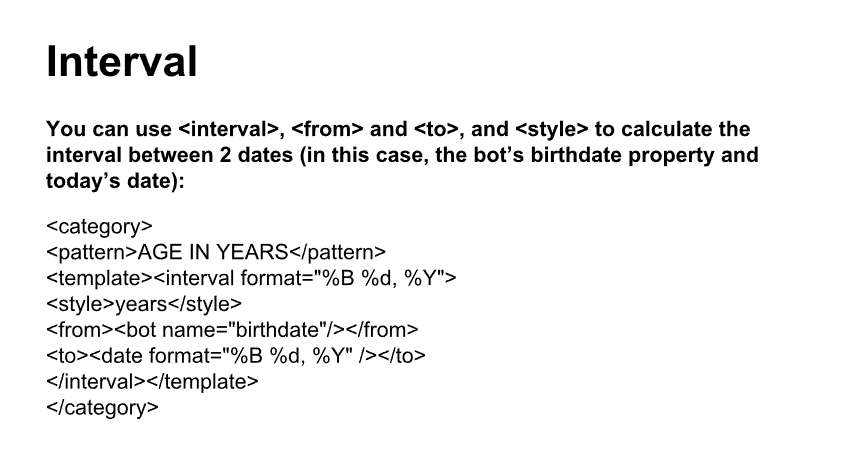 Interval
You can use <interval>, <from> and <to>, and <style> to calculate the
interval between 2 dates (in this case, the bot’s birthdate property and
today’s date):
<category>
<pattern>AGE IN YEARS</pattern>
<template><interval format="%B %d, %Y">
<style>years</style>
<from><bot name="birthdate"/></from>
<to><date format="%B %d, %Y" /></to>
</interval></template>
</category>